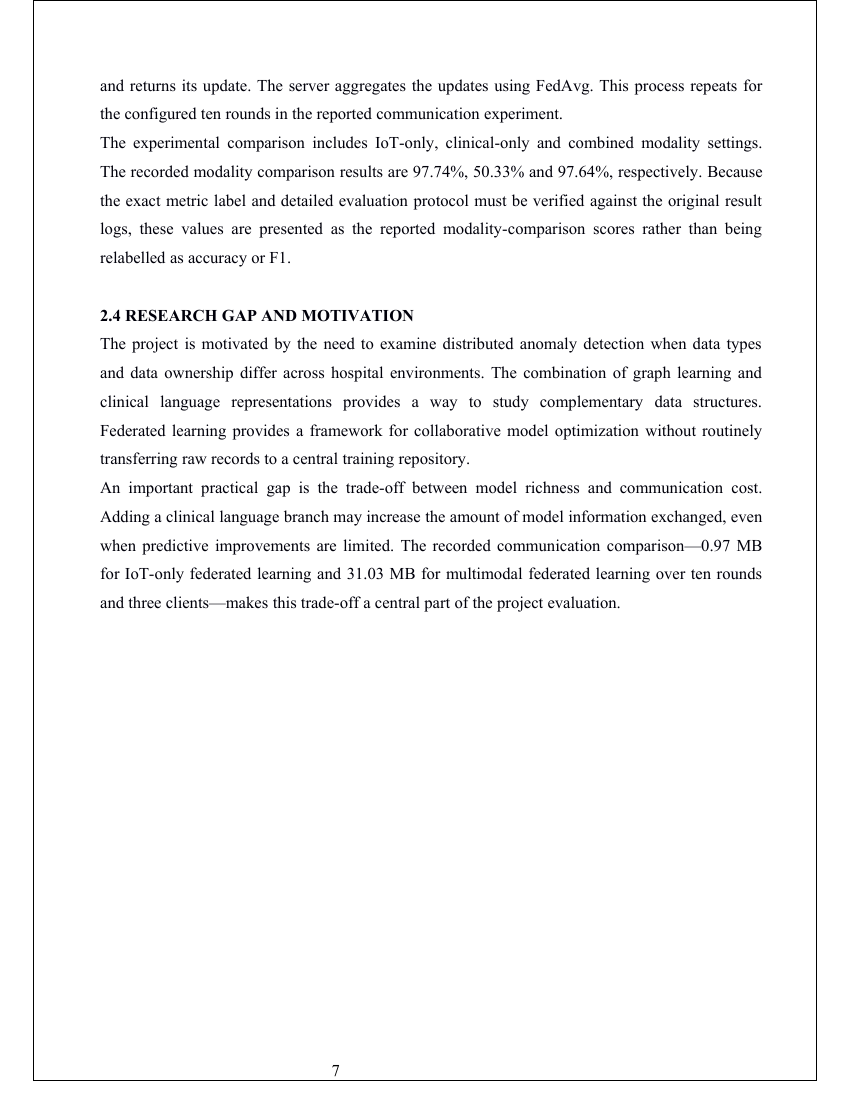 and returns its update. The server aggregates the updates using FedAvg. This process repeats for
the configured ten rounds in the reported communication experiment.
The experimental comparison includes IoT-only, clinical-only and combined modality settings.
The recorded modality comparison results are 97.74%, 50.33% and 97.64%, respectively. Because
the exact metric label and detailed evaluation protocol must be verified against the original result
logs, these values are presented as the reported modality-comparison scores rather than being
relabelled as accuracy or F1.
2.4 RESEARCH GAP AND MOTIVATION
The project is motivated by the need to examine distributed anomaly detection when data types
and data ownership differ across hospital environments. The combination of graph learning and
clinical language representations provides a way to study complementary data structures.
Federated learning provides a framework for collaborative model optimization without routinely
transferring raw records to a central training repository.
An important practical gap is the trade-off between model richness and communication cost.
Adding a clinical language branch may increase the amount of model information exchanged, even
when predictive improvements are limited. The recorded communication comparison—0.97 MB
for IoT-only federated learning and 31.03 MB for multimodal federated learning over ten rounds
and three clients—makes this trade-off a central part of the project evaluation.
7